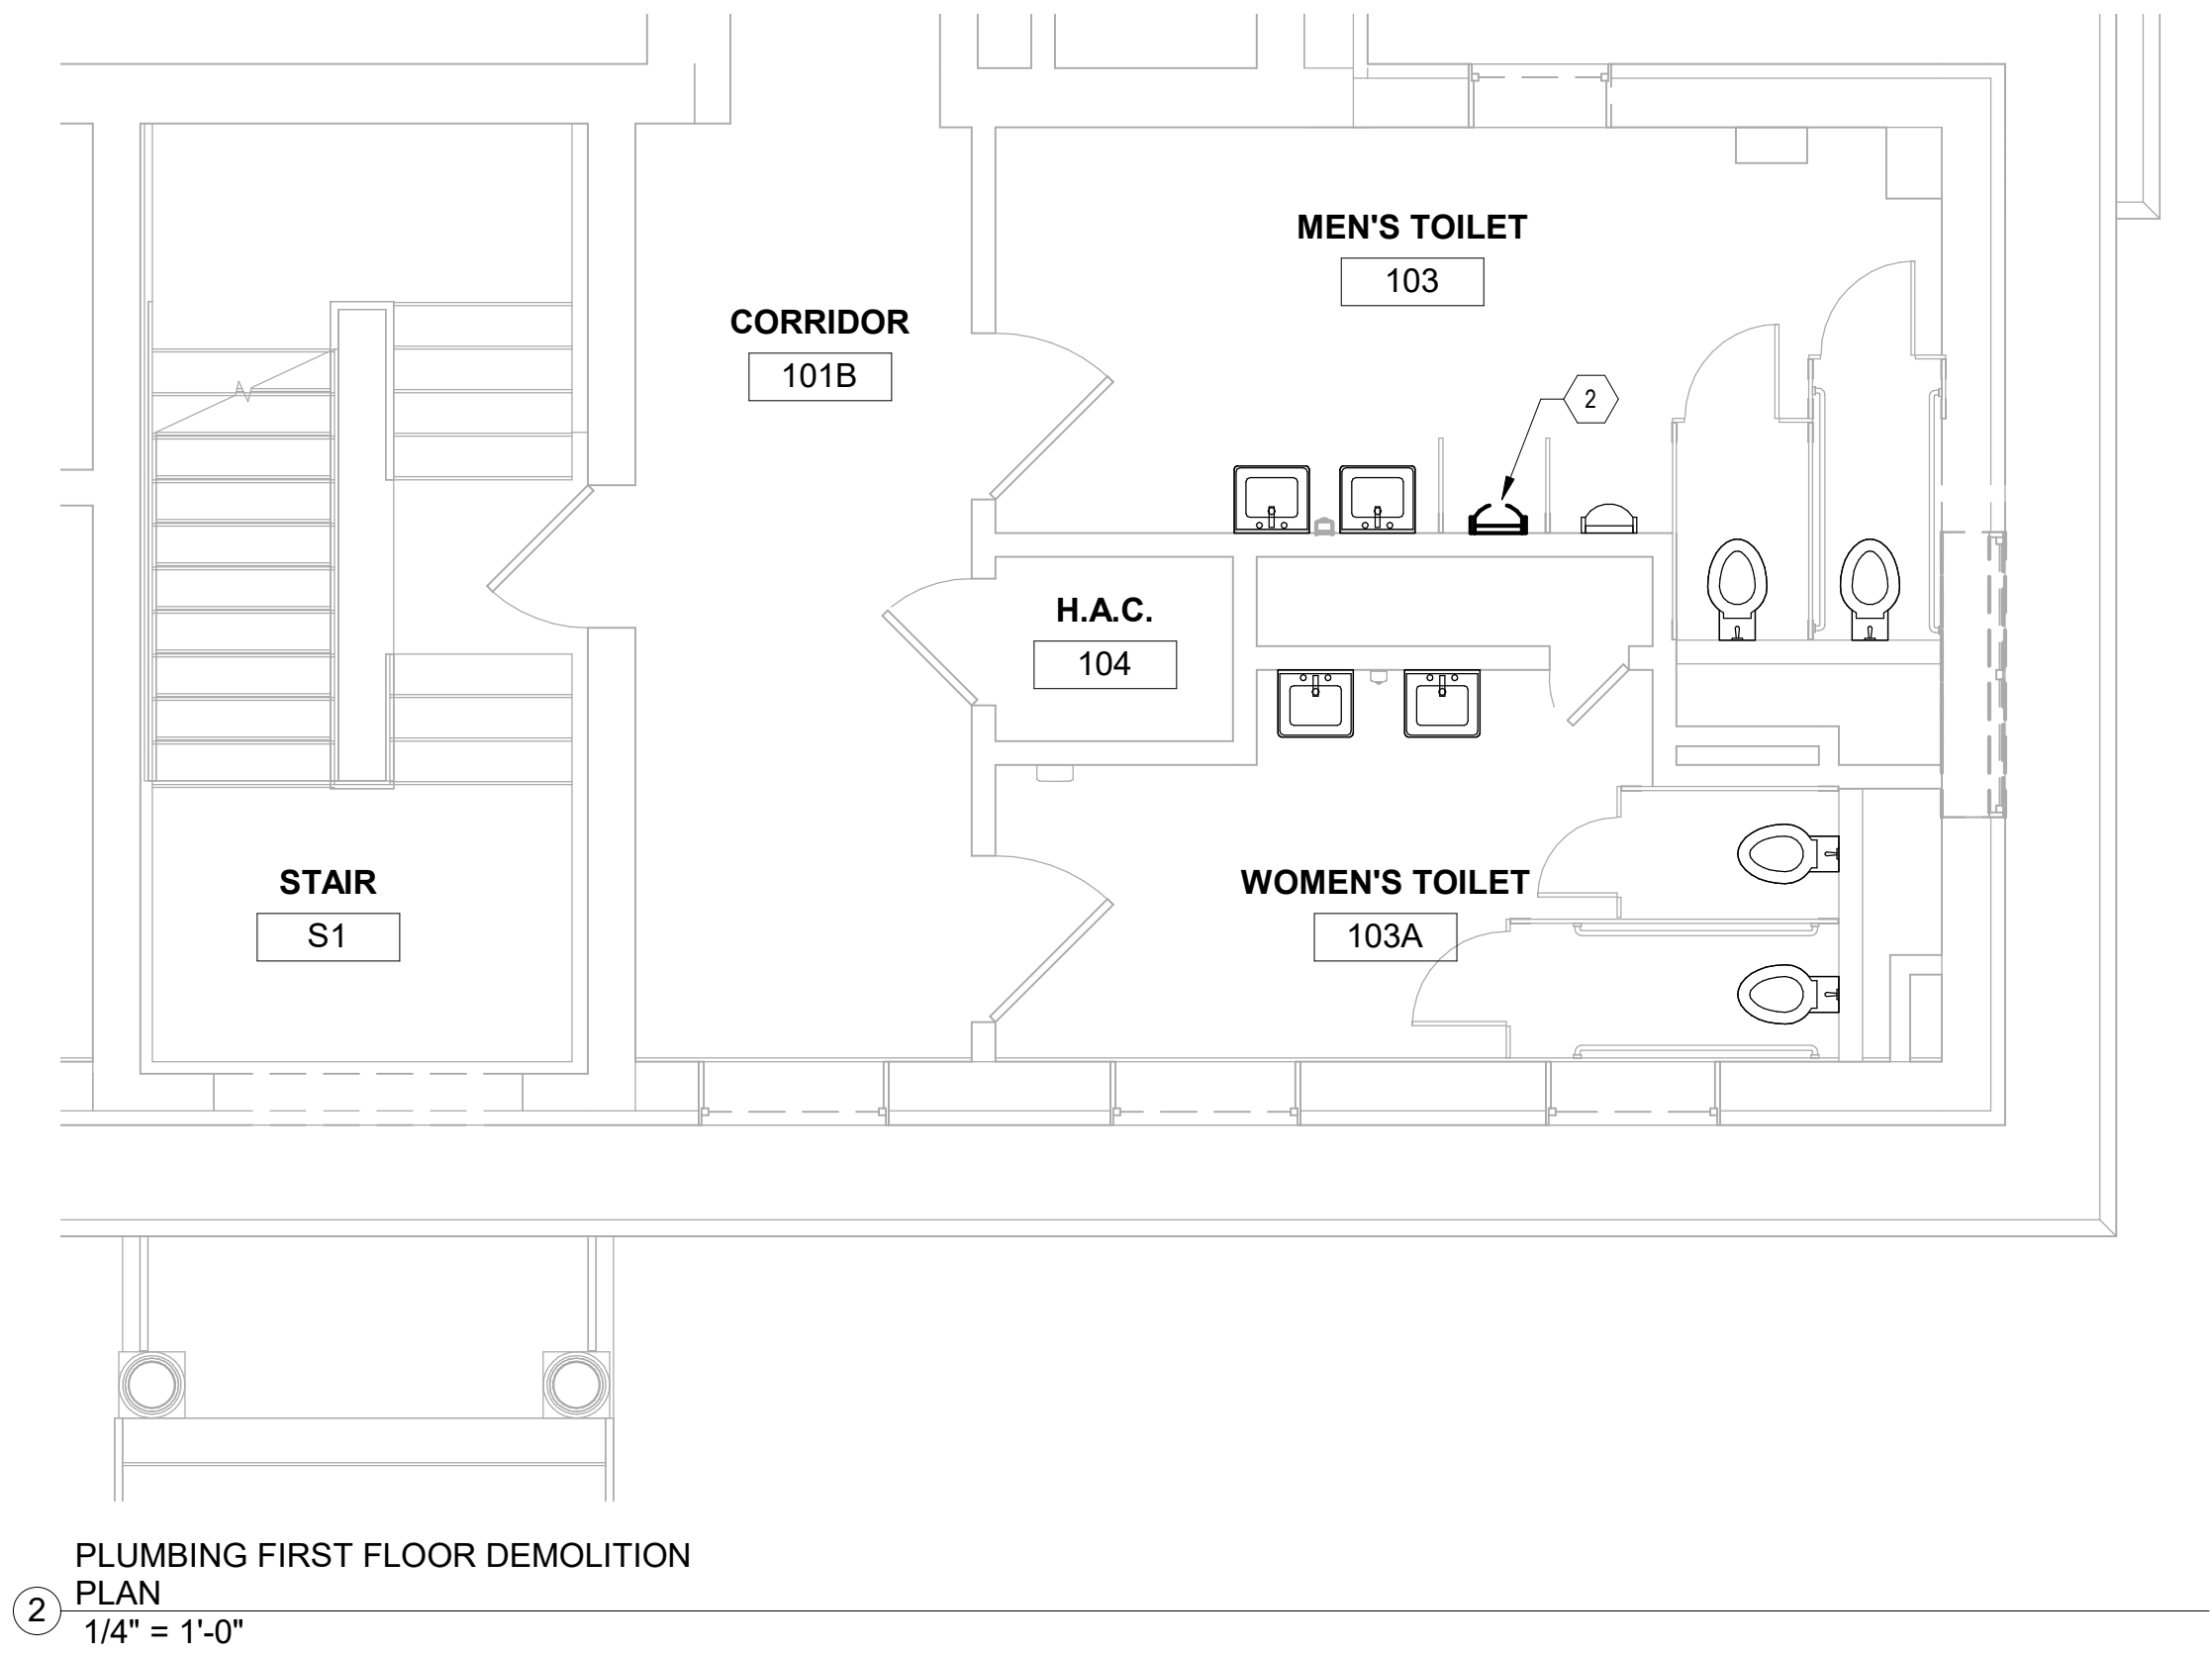 MEN'S TOILET
103
CORRIDOR
101B
2
H.A.C.
104
STAIR
S1
WOMEN'S TOILET
103A
PLUMBING FIRST FLOOR DEMOLITION
PLAN
2
1/4" = 1'-0"